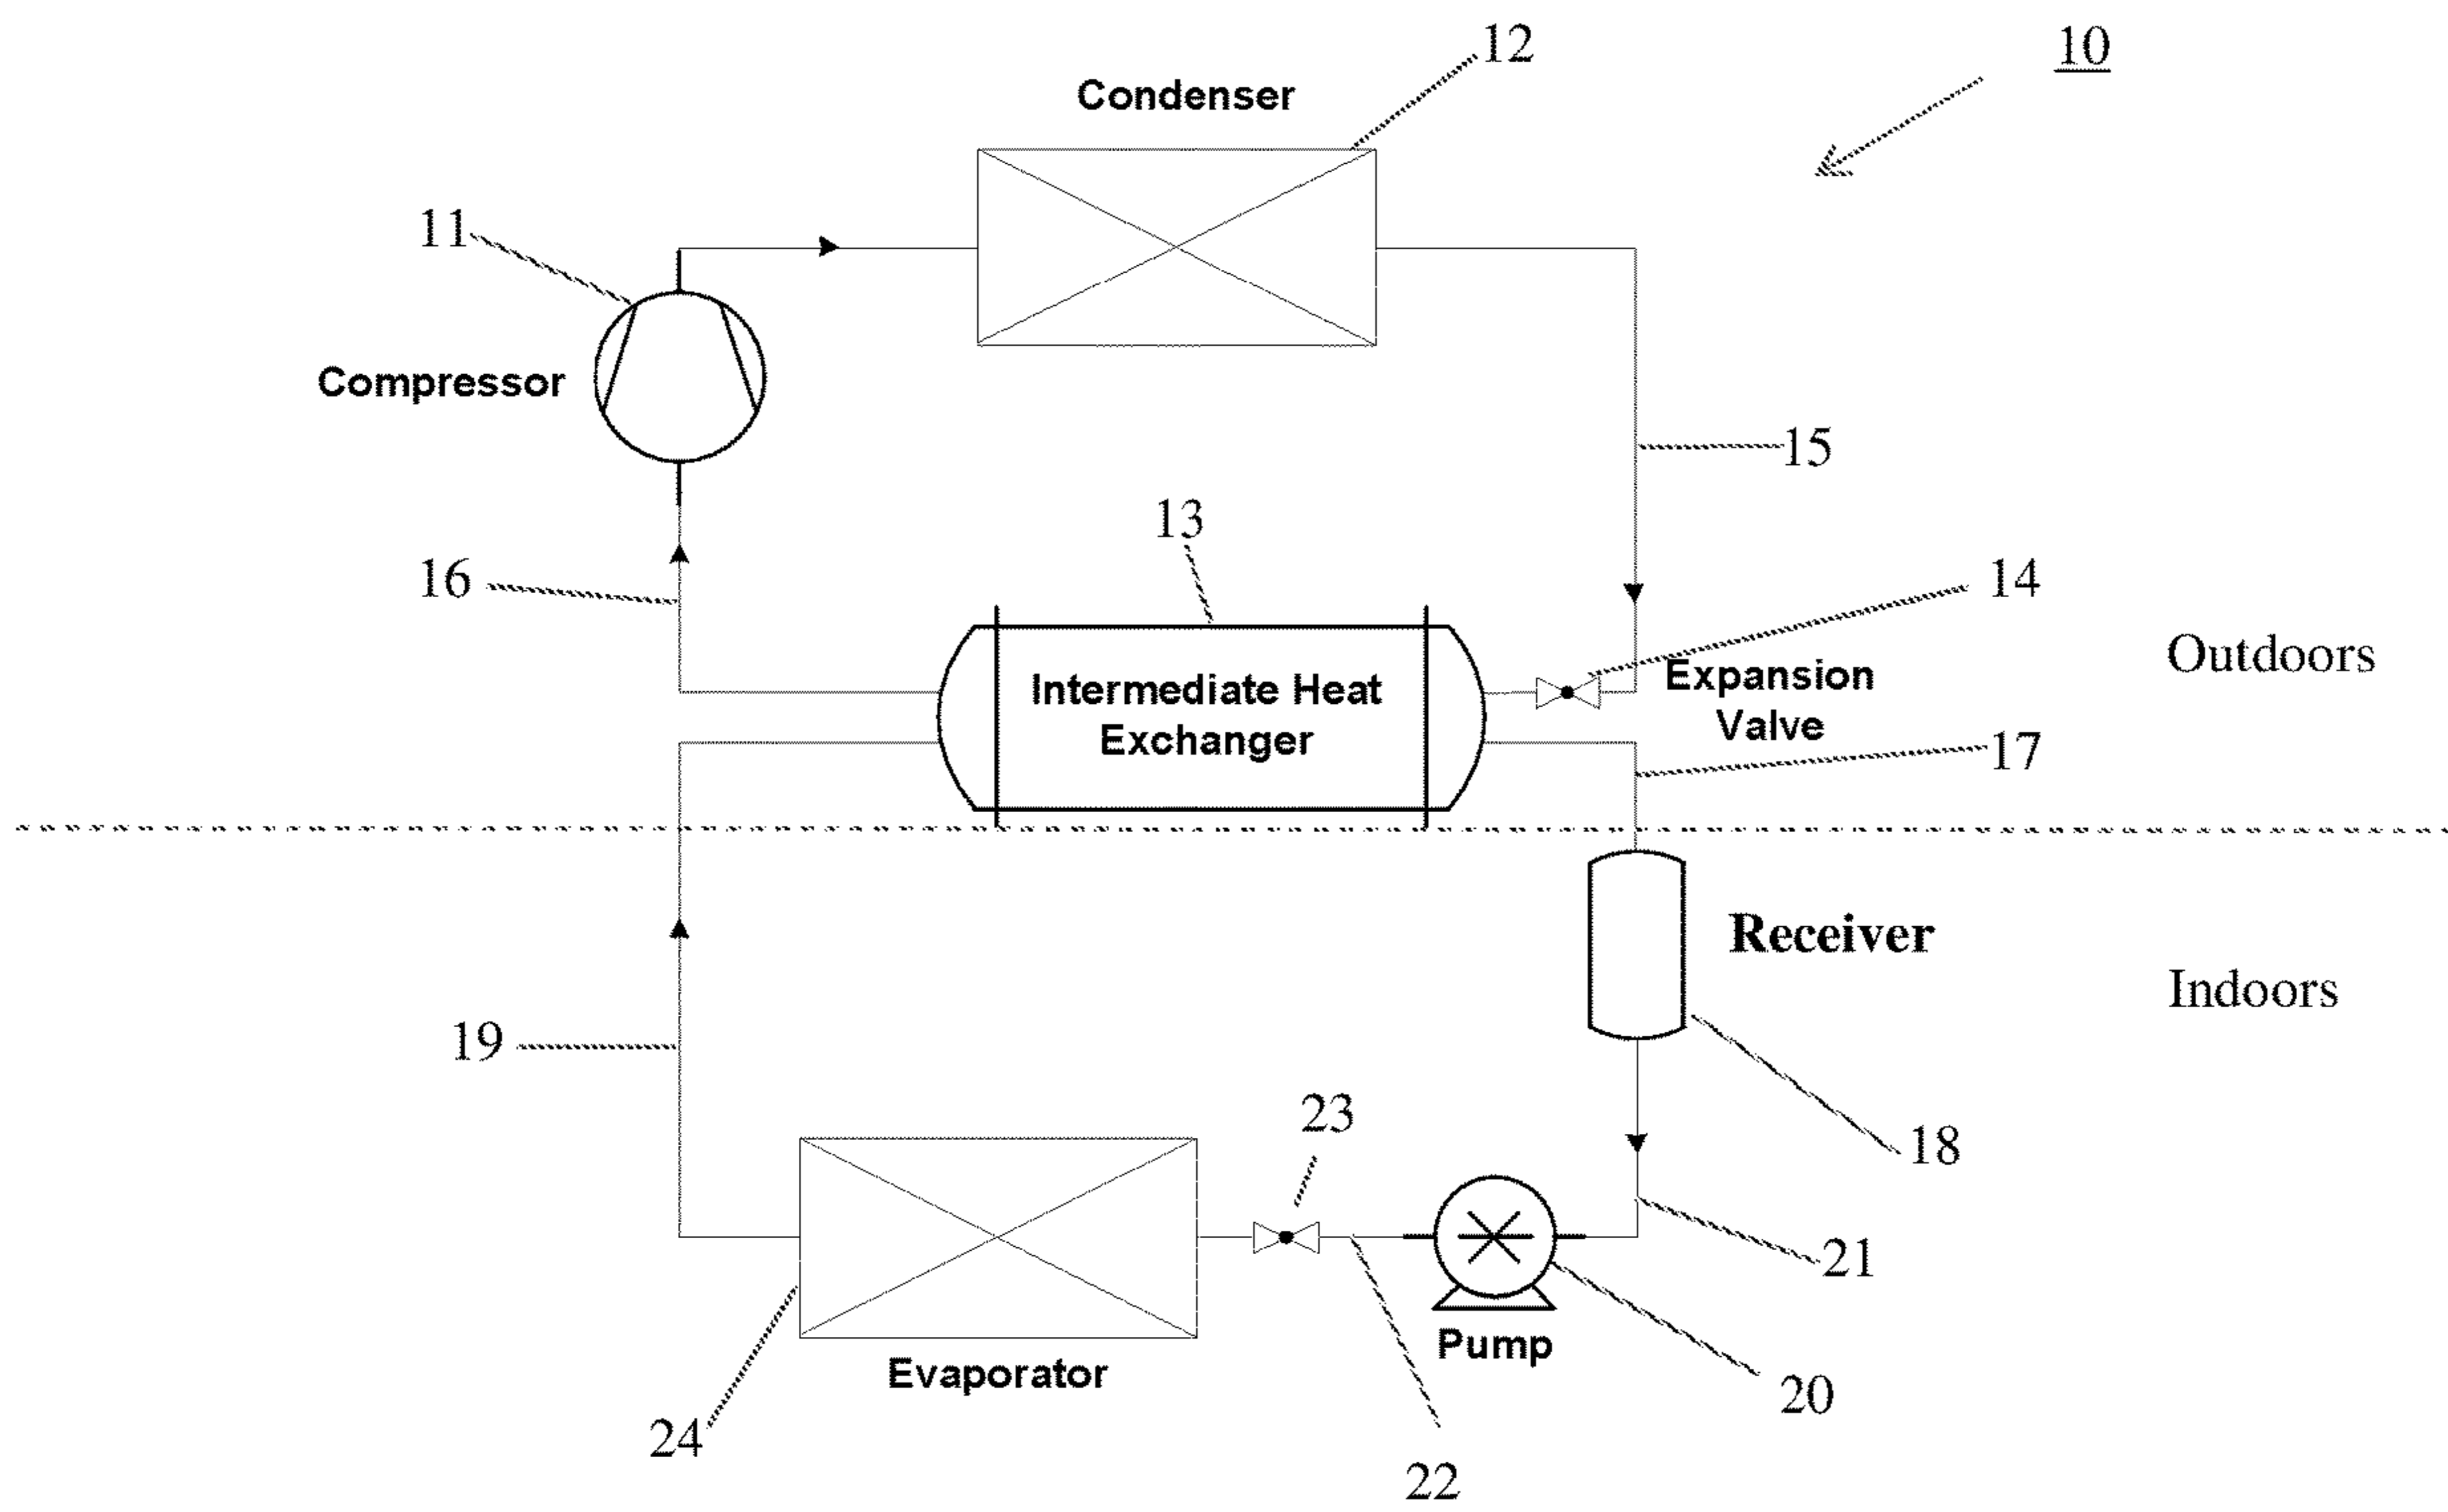 12
10
Condenser
11
Compressor
15
13
16
14
Outdoors
Intermediate Heat
Exchanger
Expansion
Valve
17
Receiver
Indoors
19
23
18
21
Pump
Evaporator
20
24
22